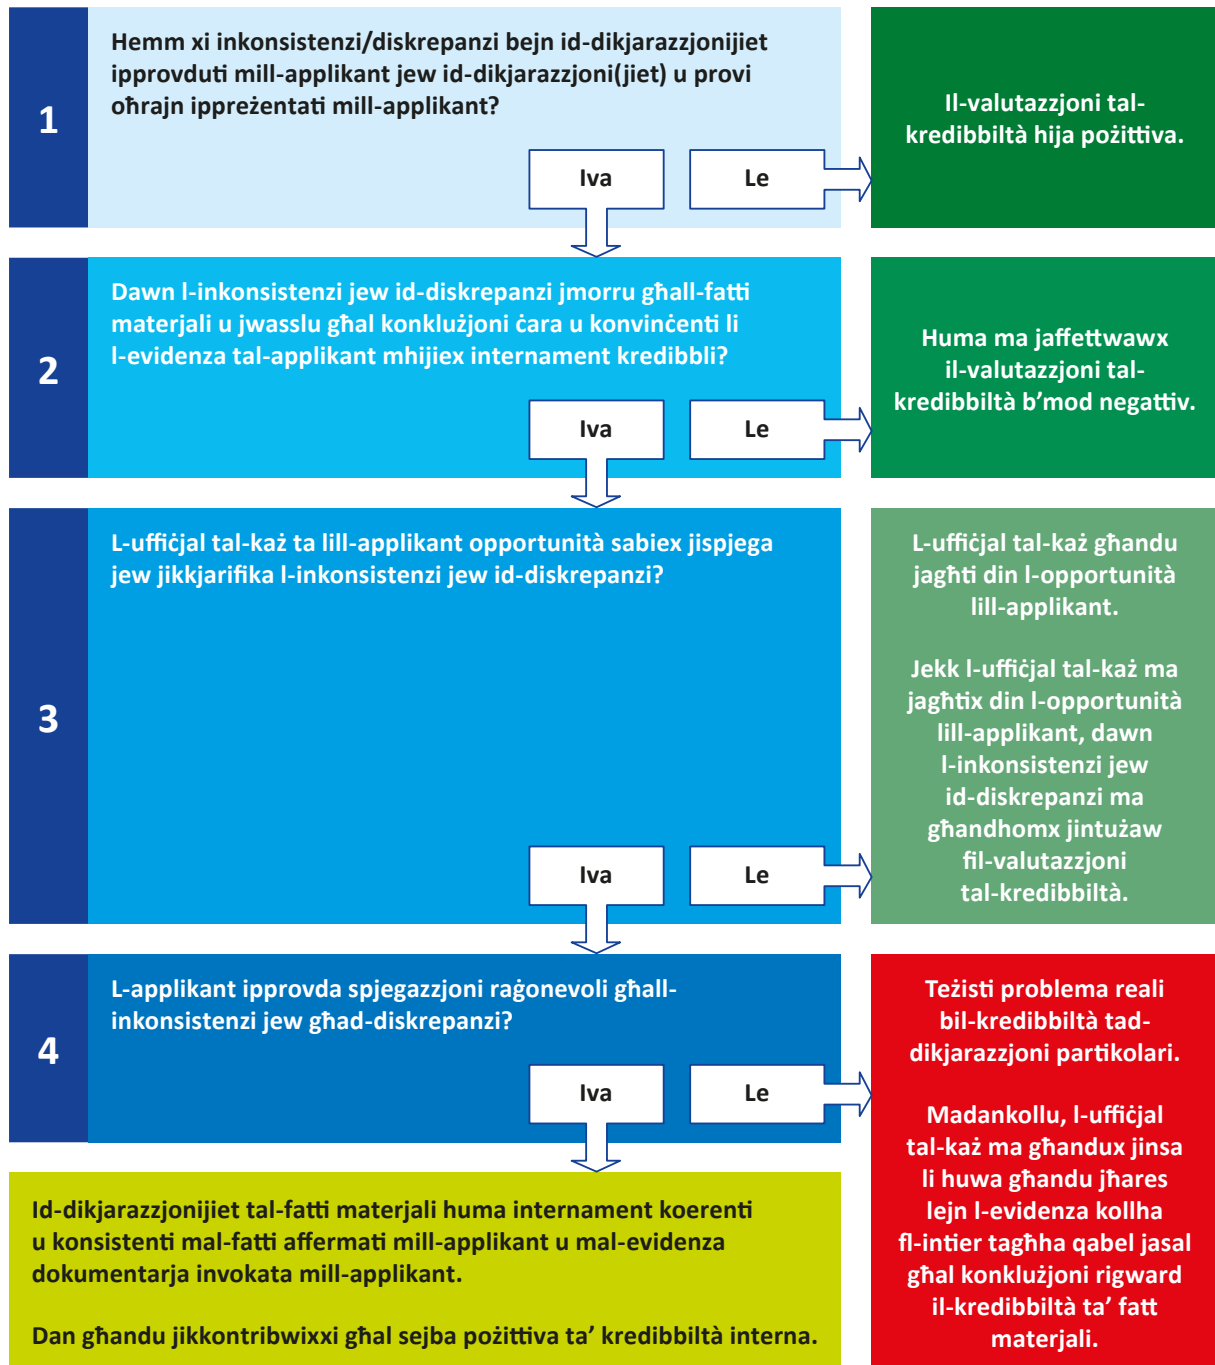 1
Hemm xi inkonsistenzi/diskrepanzi bejn id-dikjarazzjonijiet
ipprovduti mill-applikant jew id-dikjarazzjoni(jiet) u provi
oħrajn ippreżentati mill-applikant?
Iva
Le
Il-valutazzjoni tal-
kredibbiltà hija pożittiva.
2
Dawn l-inkonsistenzi jew id-diskrepanzi jmorru għall-fatti
materjali u jwasslu għal konklużjoni ċara u konvinċenti li
l-evidenza tal-applikant mhijiex internament kredibbli?
Iva
Le
Huma ma jaffettwawx
il-valutazzjoni tal-
kredibbiltà b’mod negattiv.
3
L-uffiċjal tal-każ ta lill-applikant opportunità sabiex jispjega
jew jikkjarifika l-inkonsistenzi jew id-diskrepanzi?
Iva
Le
L-uffiċjal tal-każ għandu
jagħti din l-opportunità
lill-applikant.
Jekk l-uffiċjal tal-każ ma
jagħtix din l-opportunità
lill-applikant, dawn
l-inkonsistenzi jew
id-diskrepanzi ma
għandhomx jintużaw
fil-valutazzjoni
tal-kredibbiltà.
4
L-applikant ipprovda spjegazzjoni raġonevoli għall-
inkonsistenzi jew għad-diskrepanzi?
Iva
Le
Teżisti problema reali
bil-kredibbiltà tad-
dikjarazzjoni partikolari.
Madankollu, l-uffiċjal
tal-każ ma għandux jinsa
li huwa għandu jħares
lejn l-evidenza kollha
fl-intier tagħha qabel jasal
għal konklużjoni rigward
il-kredibbiltà ta’ fatt
materjali.
Id-dikjarazzjonijiet tal-fatti materjali huma internament koerenti
u konsistenti mal-fatti affermati mill-applikant u mal-evidenza
dokumentarja invokata mill-applikant.
Dan għandu jikkontribwixxi għal sejba pożittiva ta’ kredibbiltà interna.